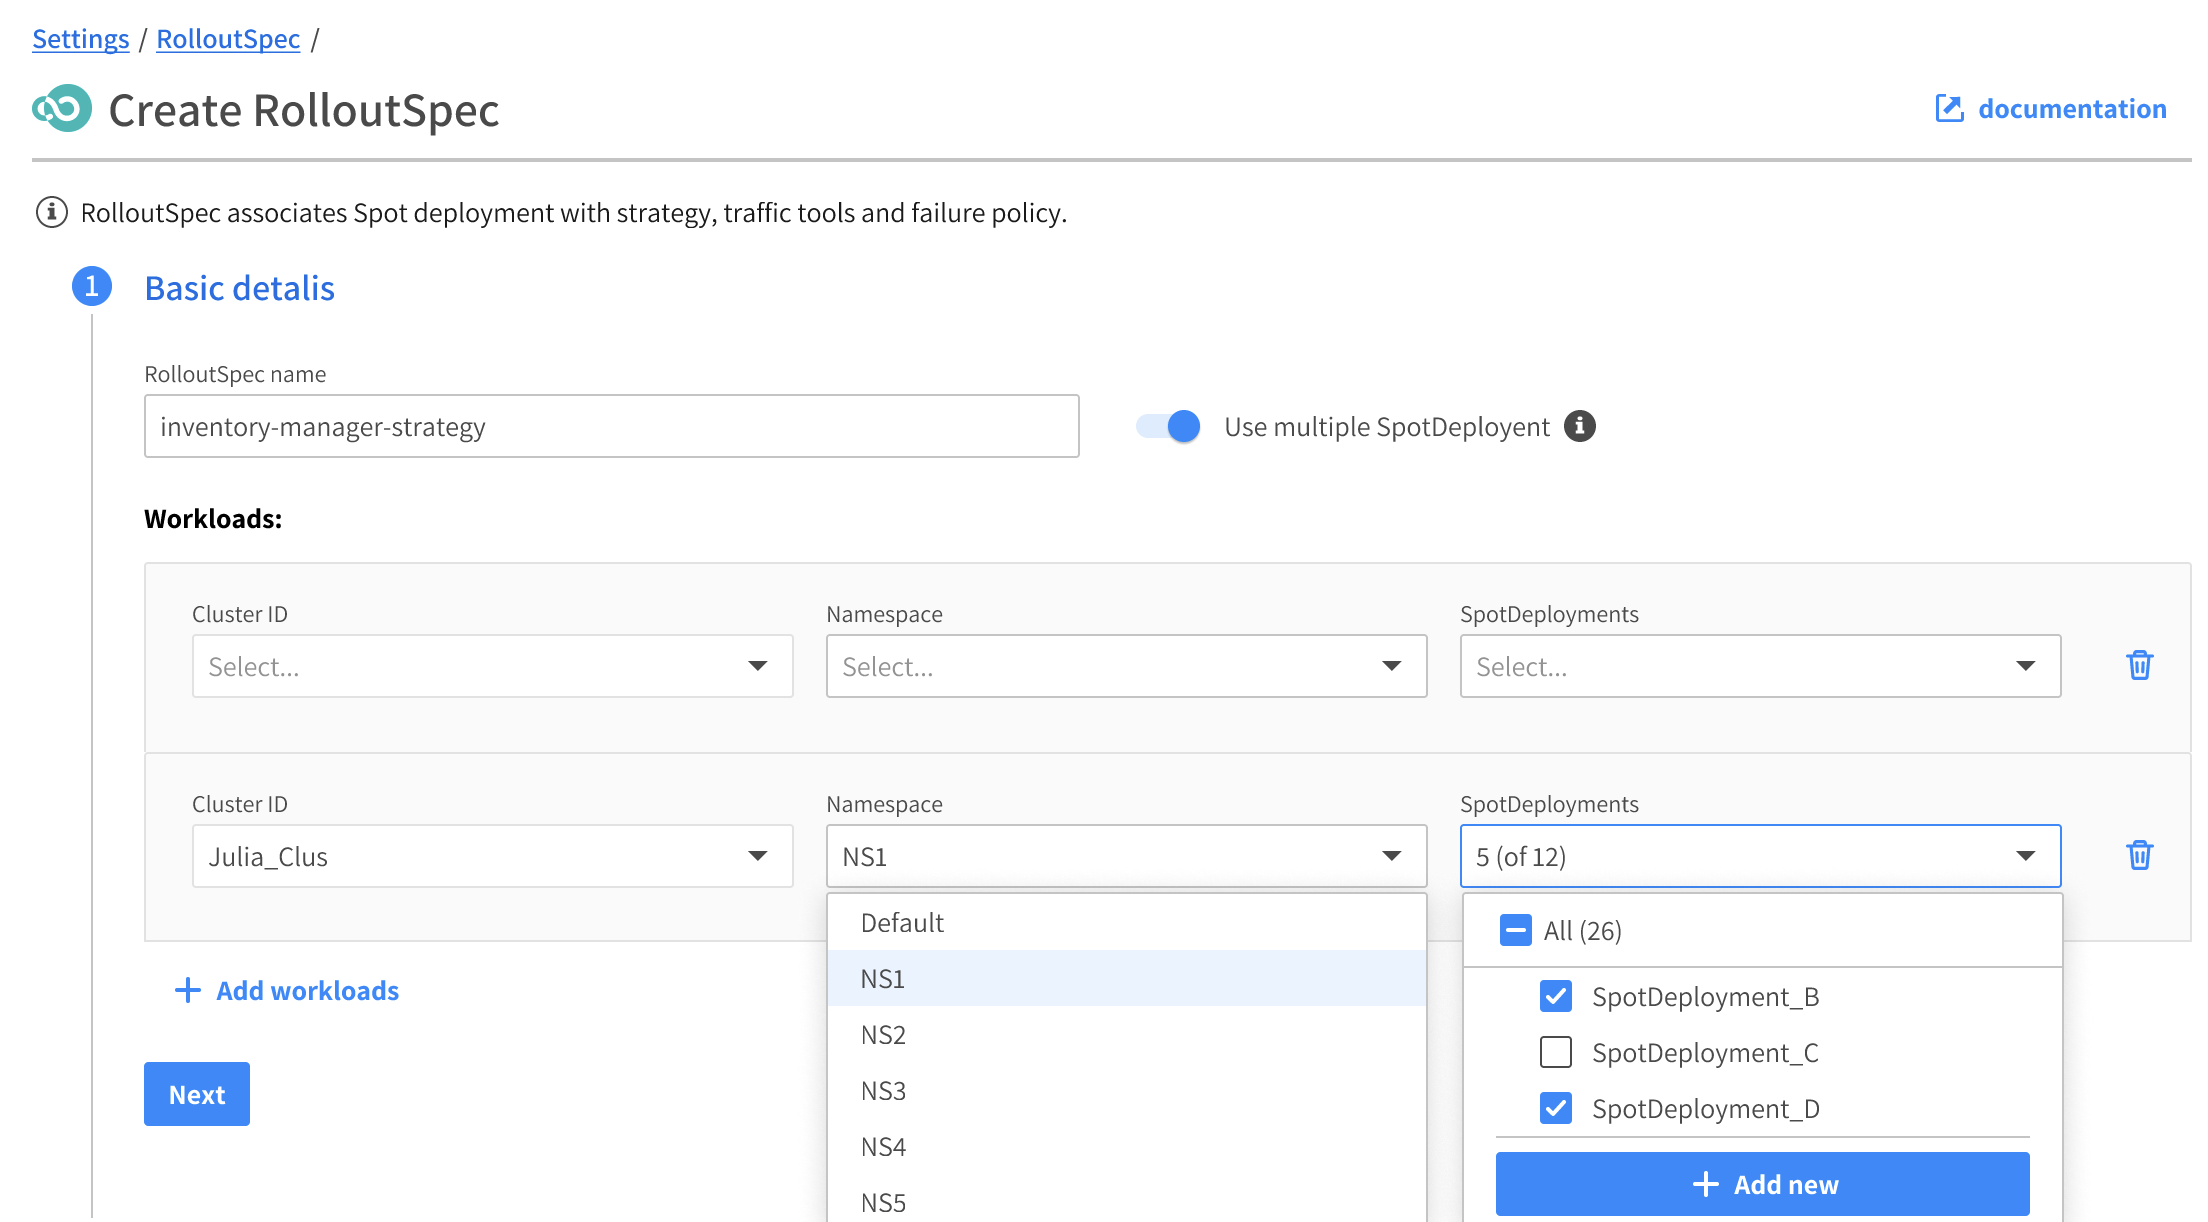 Settings / RolloutSpec /
Create RolloutSpec
documentation
RolloutSpec associates Spot deployment with strategy, traffic tools and failure policy.
1 Basic detalis
RolloutSpec name
inventory-manager-strategy
Use multiple SpotDeployent
Workloads:
Cluster ID Namespace SpotDeployments
Select... Select... Select...
Cluster ID Namespace SpotDeployments
Julia_Clus NS1 5 (of 12)
Default
NS1
NS2
NS3
NS4
NS5
All (26)
SpotDeployment_B
SpotDeployment_C
SpotDeployment_D
+ Add new
+ Add workloads
Next